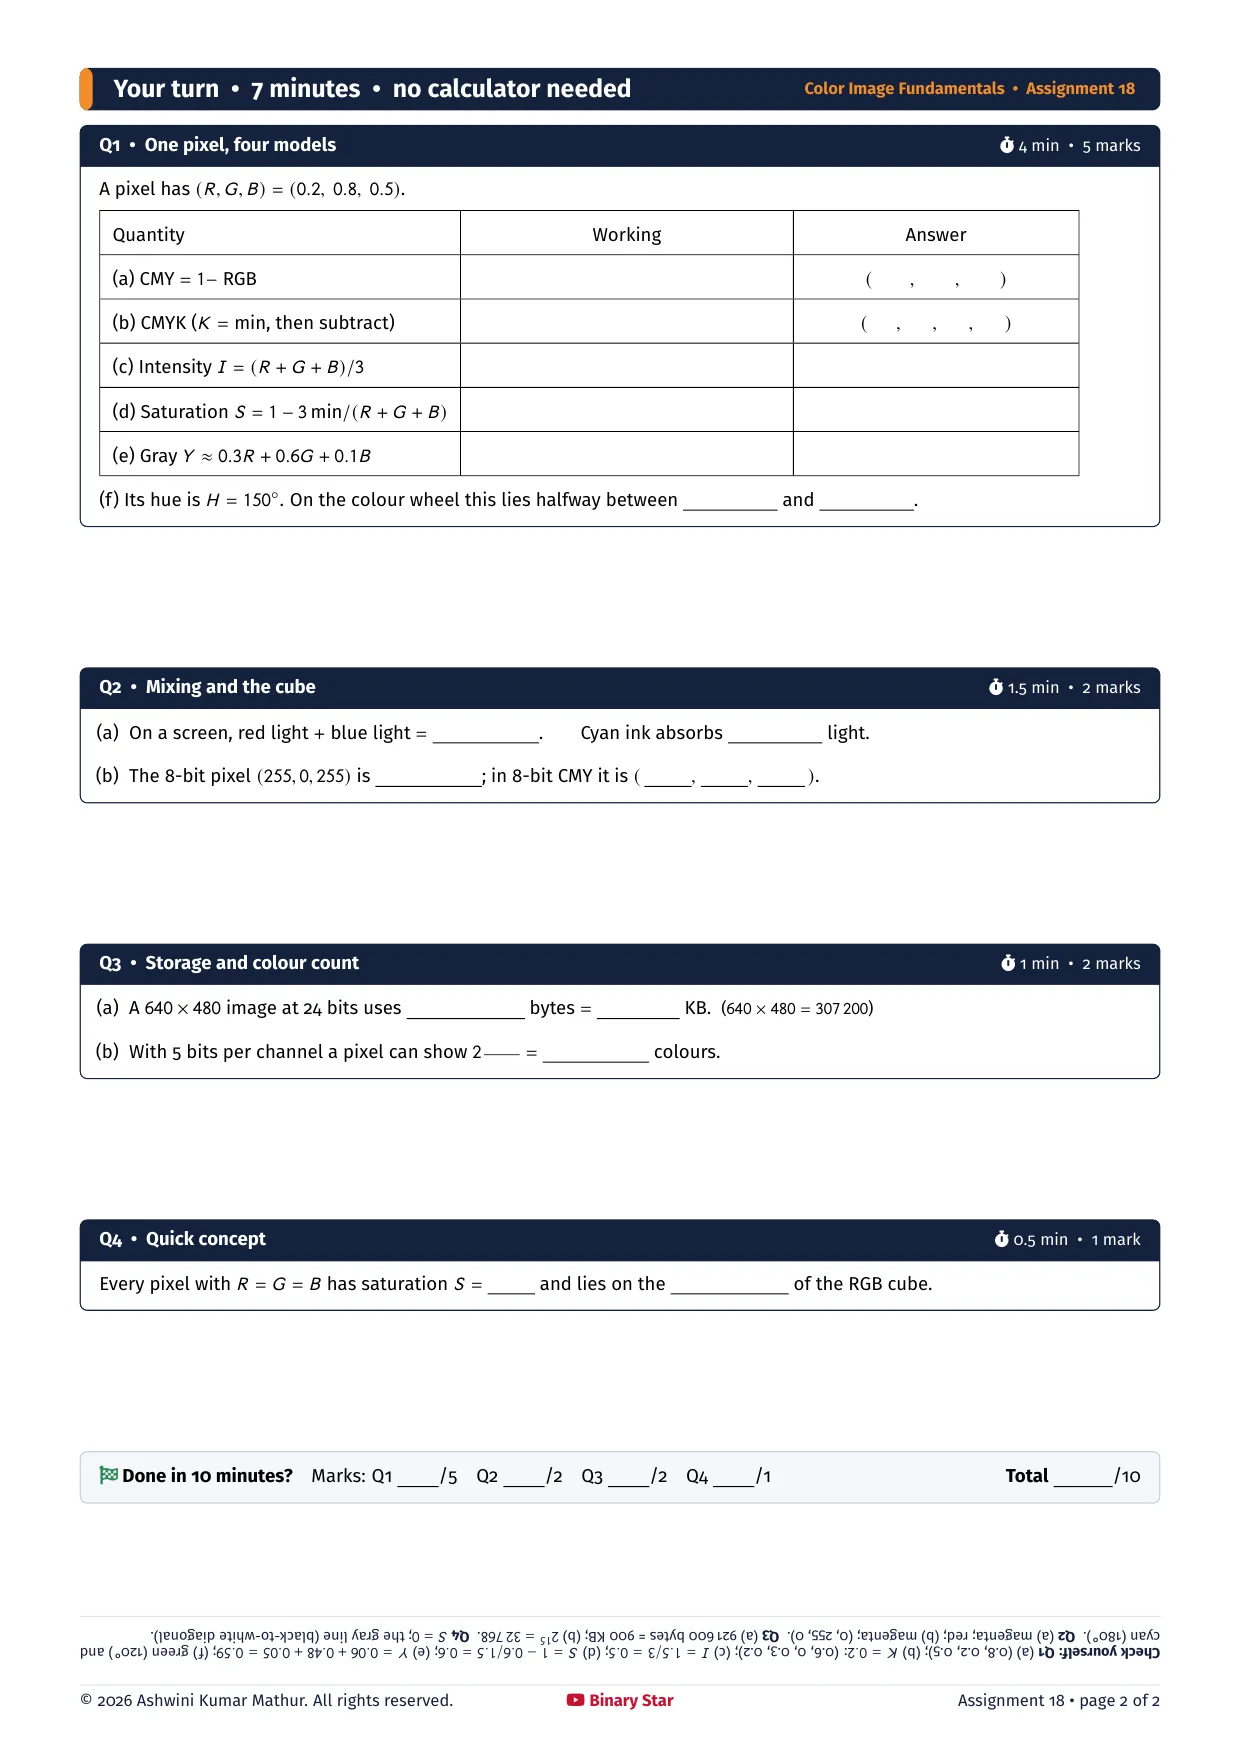 Your turn • 7 minutes • no calculator needed
Color Image Fundamentals • Assignment 18
Q1 • One pixel, four models
4 min • 5 marks
A pixel has (R, G, B) = (0.2, 0.8, 0.5).
Quantity Working Answer
(a) CMY = 1− RGB ( , , )
(b) CMYK (K = min, then subtract) ( , , , )
(c) Intensity I = (R + G + B)/3
(d) Saturation S = 1 − 3 min/(R + G + B)
(e) Gray Y ≈ 0.3R + 0.6G + 0.1B
(f) Its hue is H = 150°. On the colour wheel this lies halfway between ________ and ________.
Q2 • Mixing and the cube
1.5 min • 2 marks
(a) On a screen, red light + blue light = ________. Cyan ink absorbs ________ light.
(b) The 8-bit pixel (255, 0, 255) is ________; in 8-bit CMY it is ( ____, ____, ____ ).
Q3 • Storage and colour count
1 min • 2 marks
(a) A 640 × 480 image at 24 bits uses ________ bytes = ________ KB. (640 × 480 = 307 200)
(b) With 5 bits per channel a pixel can show 2____ = ________ colours.
Q4 • Quick concept
0.5 min • 1 mark
Every pixel with R = G = B has saturation S = ____ and lies on the ________ of the RGB cube.
Done in 10 minutes? Marks: Q1 ____/5 Q2 ____/2 Q3 ____/2 Q4 ____/1
Total ____/10
Check yourself: Q1 (a) (0.8, 0.2, 0.5); (b) K = 0.2: (0.6, 0, 0.3, 0.2); (c) I = 1.5/3 = 0.5; (d) S = 1 − 0.6/1.5 = 0.6; (e) Y = 0.06 + 0.48 + 0.05 = 0.59; (f) green (120°) and
cyan (180°). Q2 (a) magenta; red; (b) magenta; (0, 255, 0). Q3 (a) 921 600 bytes = 900 KB; (b) 2¹⁵ = 32 768. Q4 S = 0; the gray line (black-to-white diagonal).
© 2026 Ashwini Kumar Mathur. All rights reserved.
Binary Star
Assignment 18 • page 2 of 2